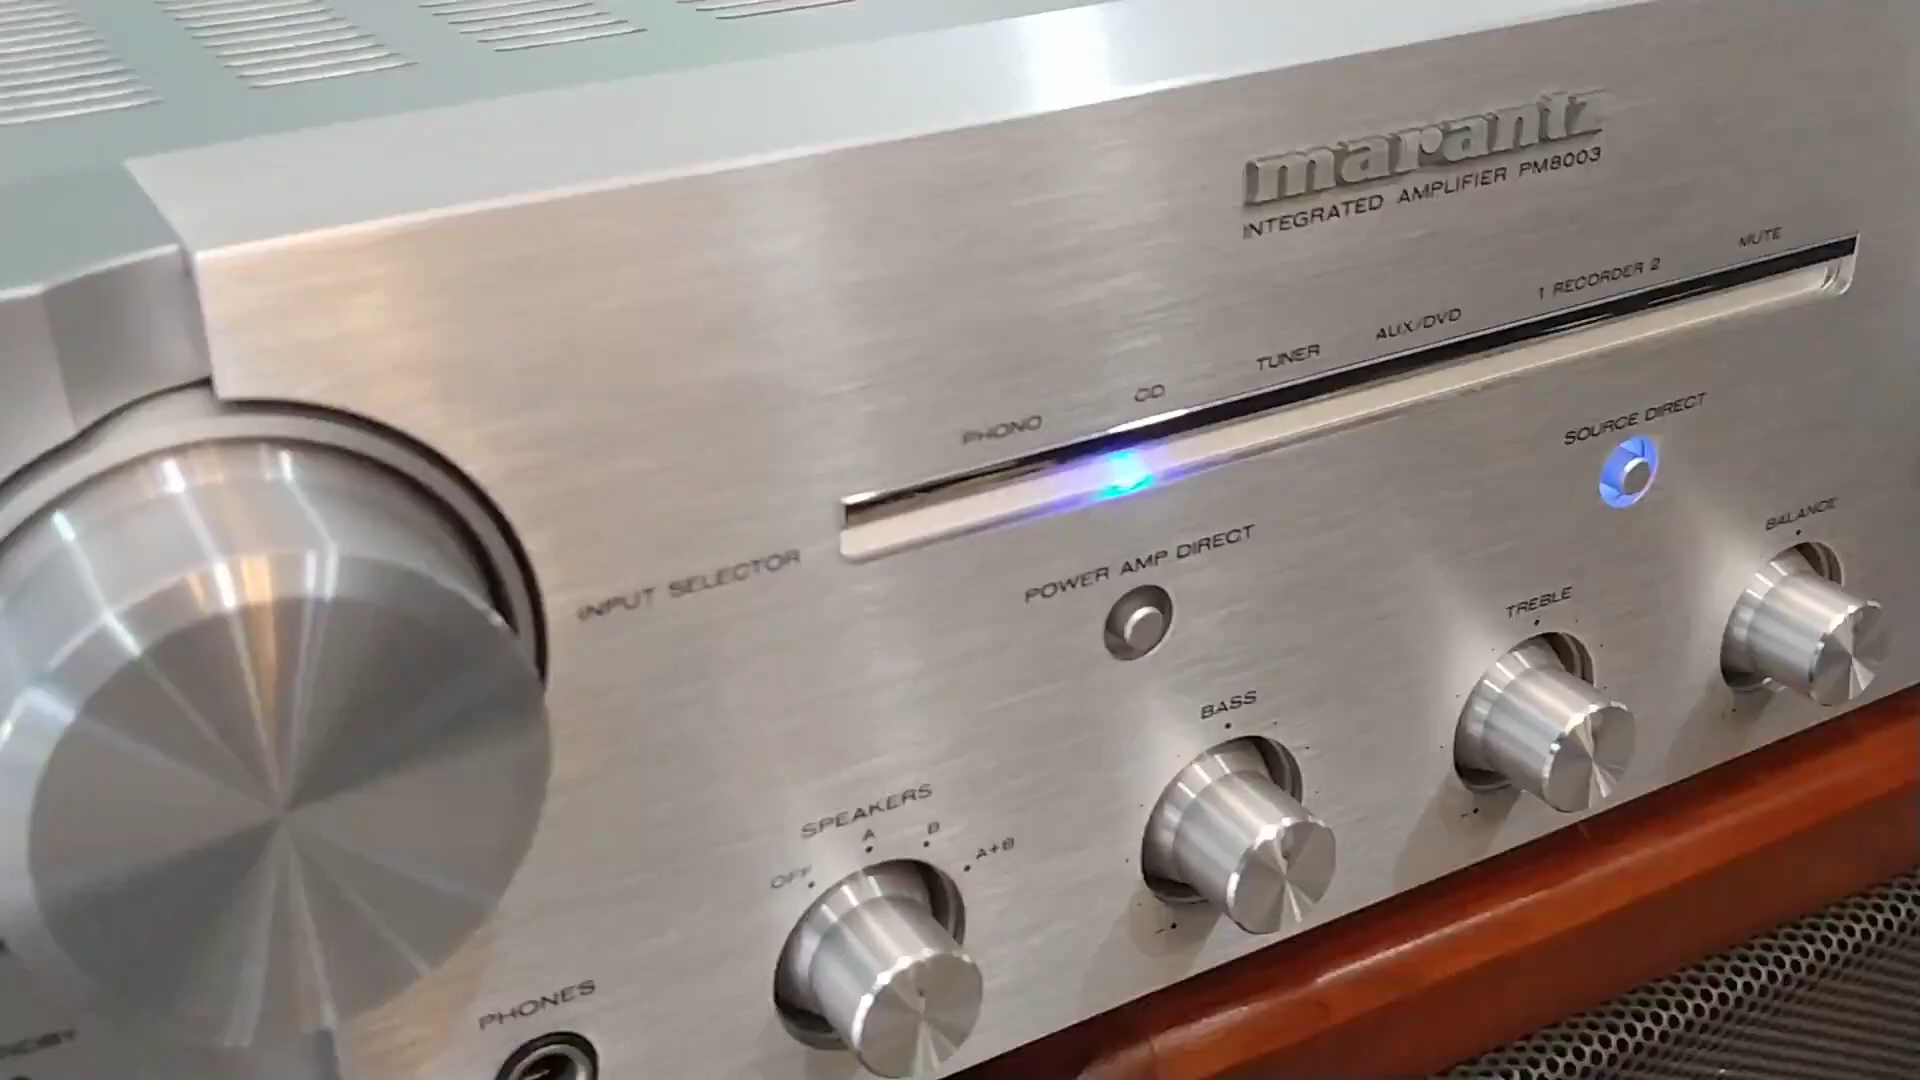 marantz
INTEGRATED AMPLIFIER PM8003
PHONO CD TUNER AUX/DVD 1 RECORDER 2 MUTE
INPUT SELECTOR
POWER AMP DIRECT
SOURCE DIRECT
SPEAKERS
OFF A B A+B
BASS
TREBLE
BALANCE
PHONES